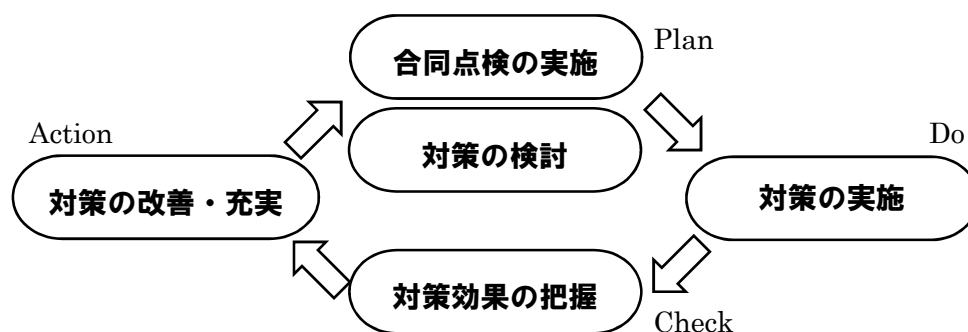 合同点検の実施
Plan
対策の検討
Action
Do
対策の改善・充実
対策の実施
対策効果の把握
Check